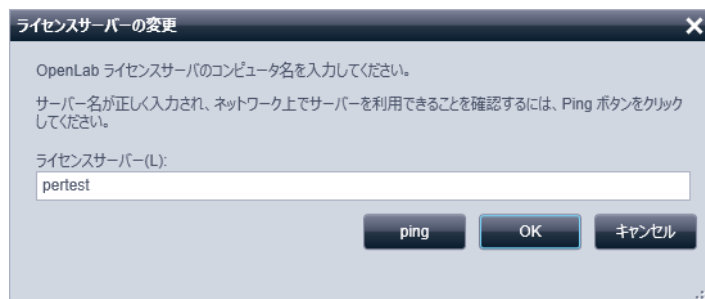 ライセンスサーバーの変更
OpenLab ライセンスサーバのコンピュータ名を入力してください。
サーバー名が正しく入力され、ネットワーク上でサーバーを利用できることを確認するには、Ping ボタンをクリック
してください。
ライセンスサーバー(L):
pertest
ping OK キャンセル